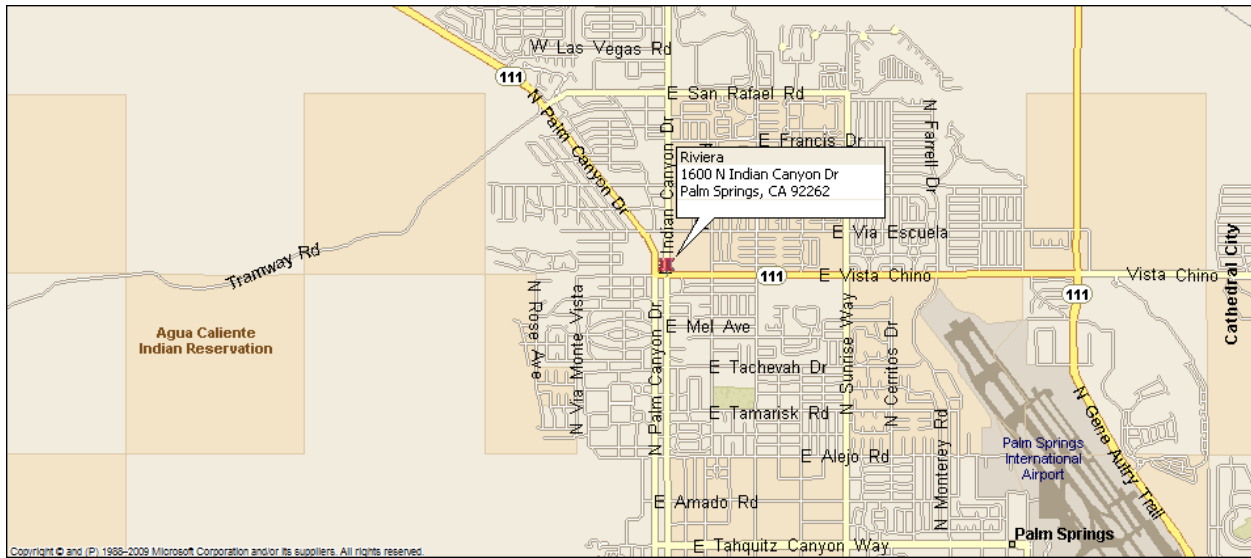 W Las Vegas Rd
111
N Palm Canyon Dr
E San Rafael Rd
N Indian Canyon Dr
E Francis Dr
N Farrell Dr
Riviera
1600 N Indian Canyon Dr
Palm Springs, CA 92262
E Via Escuela
Tramway Rd
111
E Vista Chino
Vista Chino
111
Cathedral City
Agua Caliente
Indian Reservation
N Rose Ave
N Via Monte Vista
N Palm Canyon Dr
E Mel Ave
E Tachevah Dr
N Sunrise Way
N Cerritos Dr
E Tamarisk Rd
N Gene Autry Trail
E Alejo Rd
N Monterey Rd
Palm Springs
International
Airport
E Amado Rd
Palm Springs
E Tahquitz Canyon Way
Copyright © and (P) 1988–2009 Microsoft Corporation and/or its suppliers. All rights reserved.